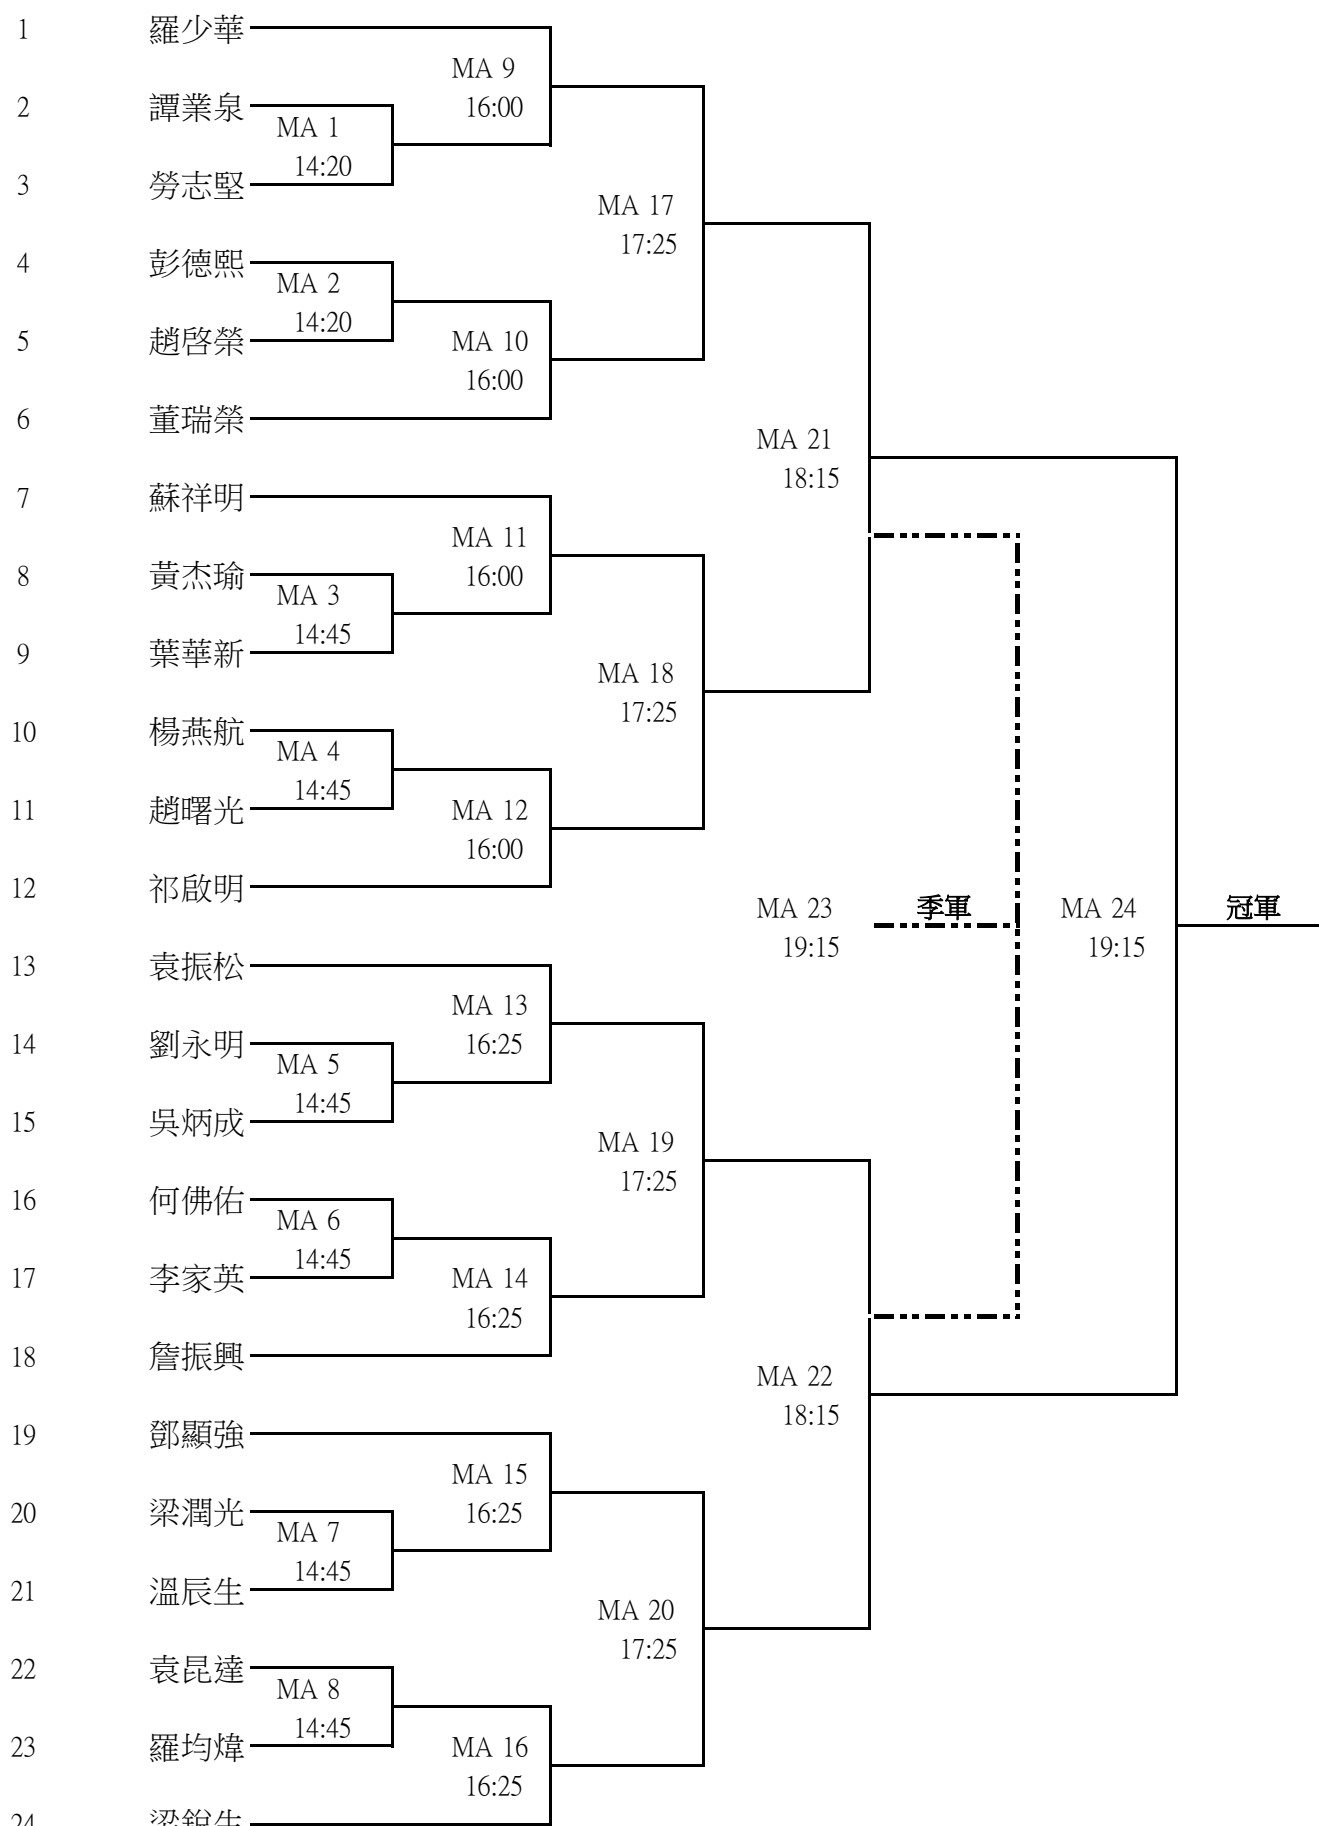 1 羅少華
MA 9
2 譚業泉 16:00
MA 1
14:20
3 勞志堅
MA 17
17:25
4 彭德熙
MA 2
14:20
5 趙啓榮 MA 10
16:00
6 董瑞榮
MA 21
18:15
7 蘇祥明
MA 11
8 黃杰瑜 16:00
MA 3
14:45
9 葉華新
MA 18
17:25
10 楊燕航
MA 4
14:45
11 趙曙光 MA 12
16:00
12 祁啟明
MA 23 季軍 MA 24 冠軍
19:15 19:15
13 袁振松
MA 13
14 劉永明 16:25
MA 5
14:45
15 吳炳成
MA 19
17:25
16 何佛佑
MA 6
14:45
17 李家英 MA 14
16:25
18 詹振興
MA 22
18:15
19 鄧顯強
MA 15
20 梁潤光 16:25
MA 7
14:45
21 溫辰生
MA 20
17:25
22 袁昆達
MA 8
14:45
23 羅均煒 MA 16
16:25
24 梁銳生